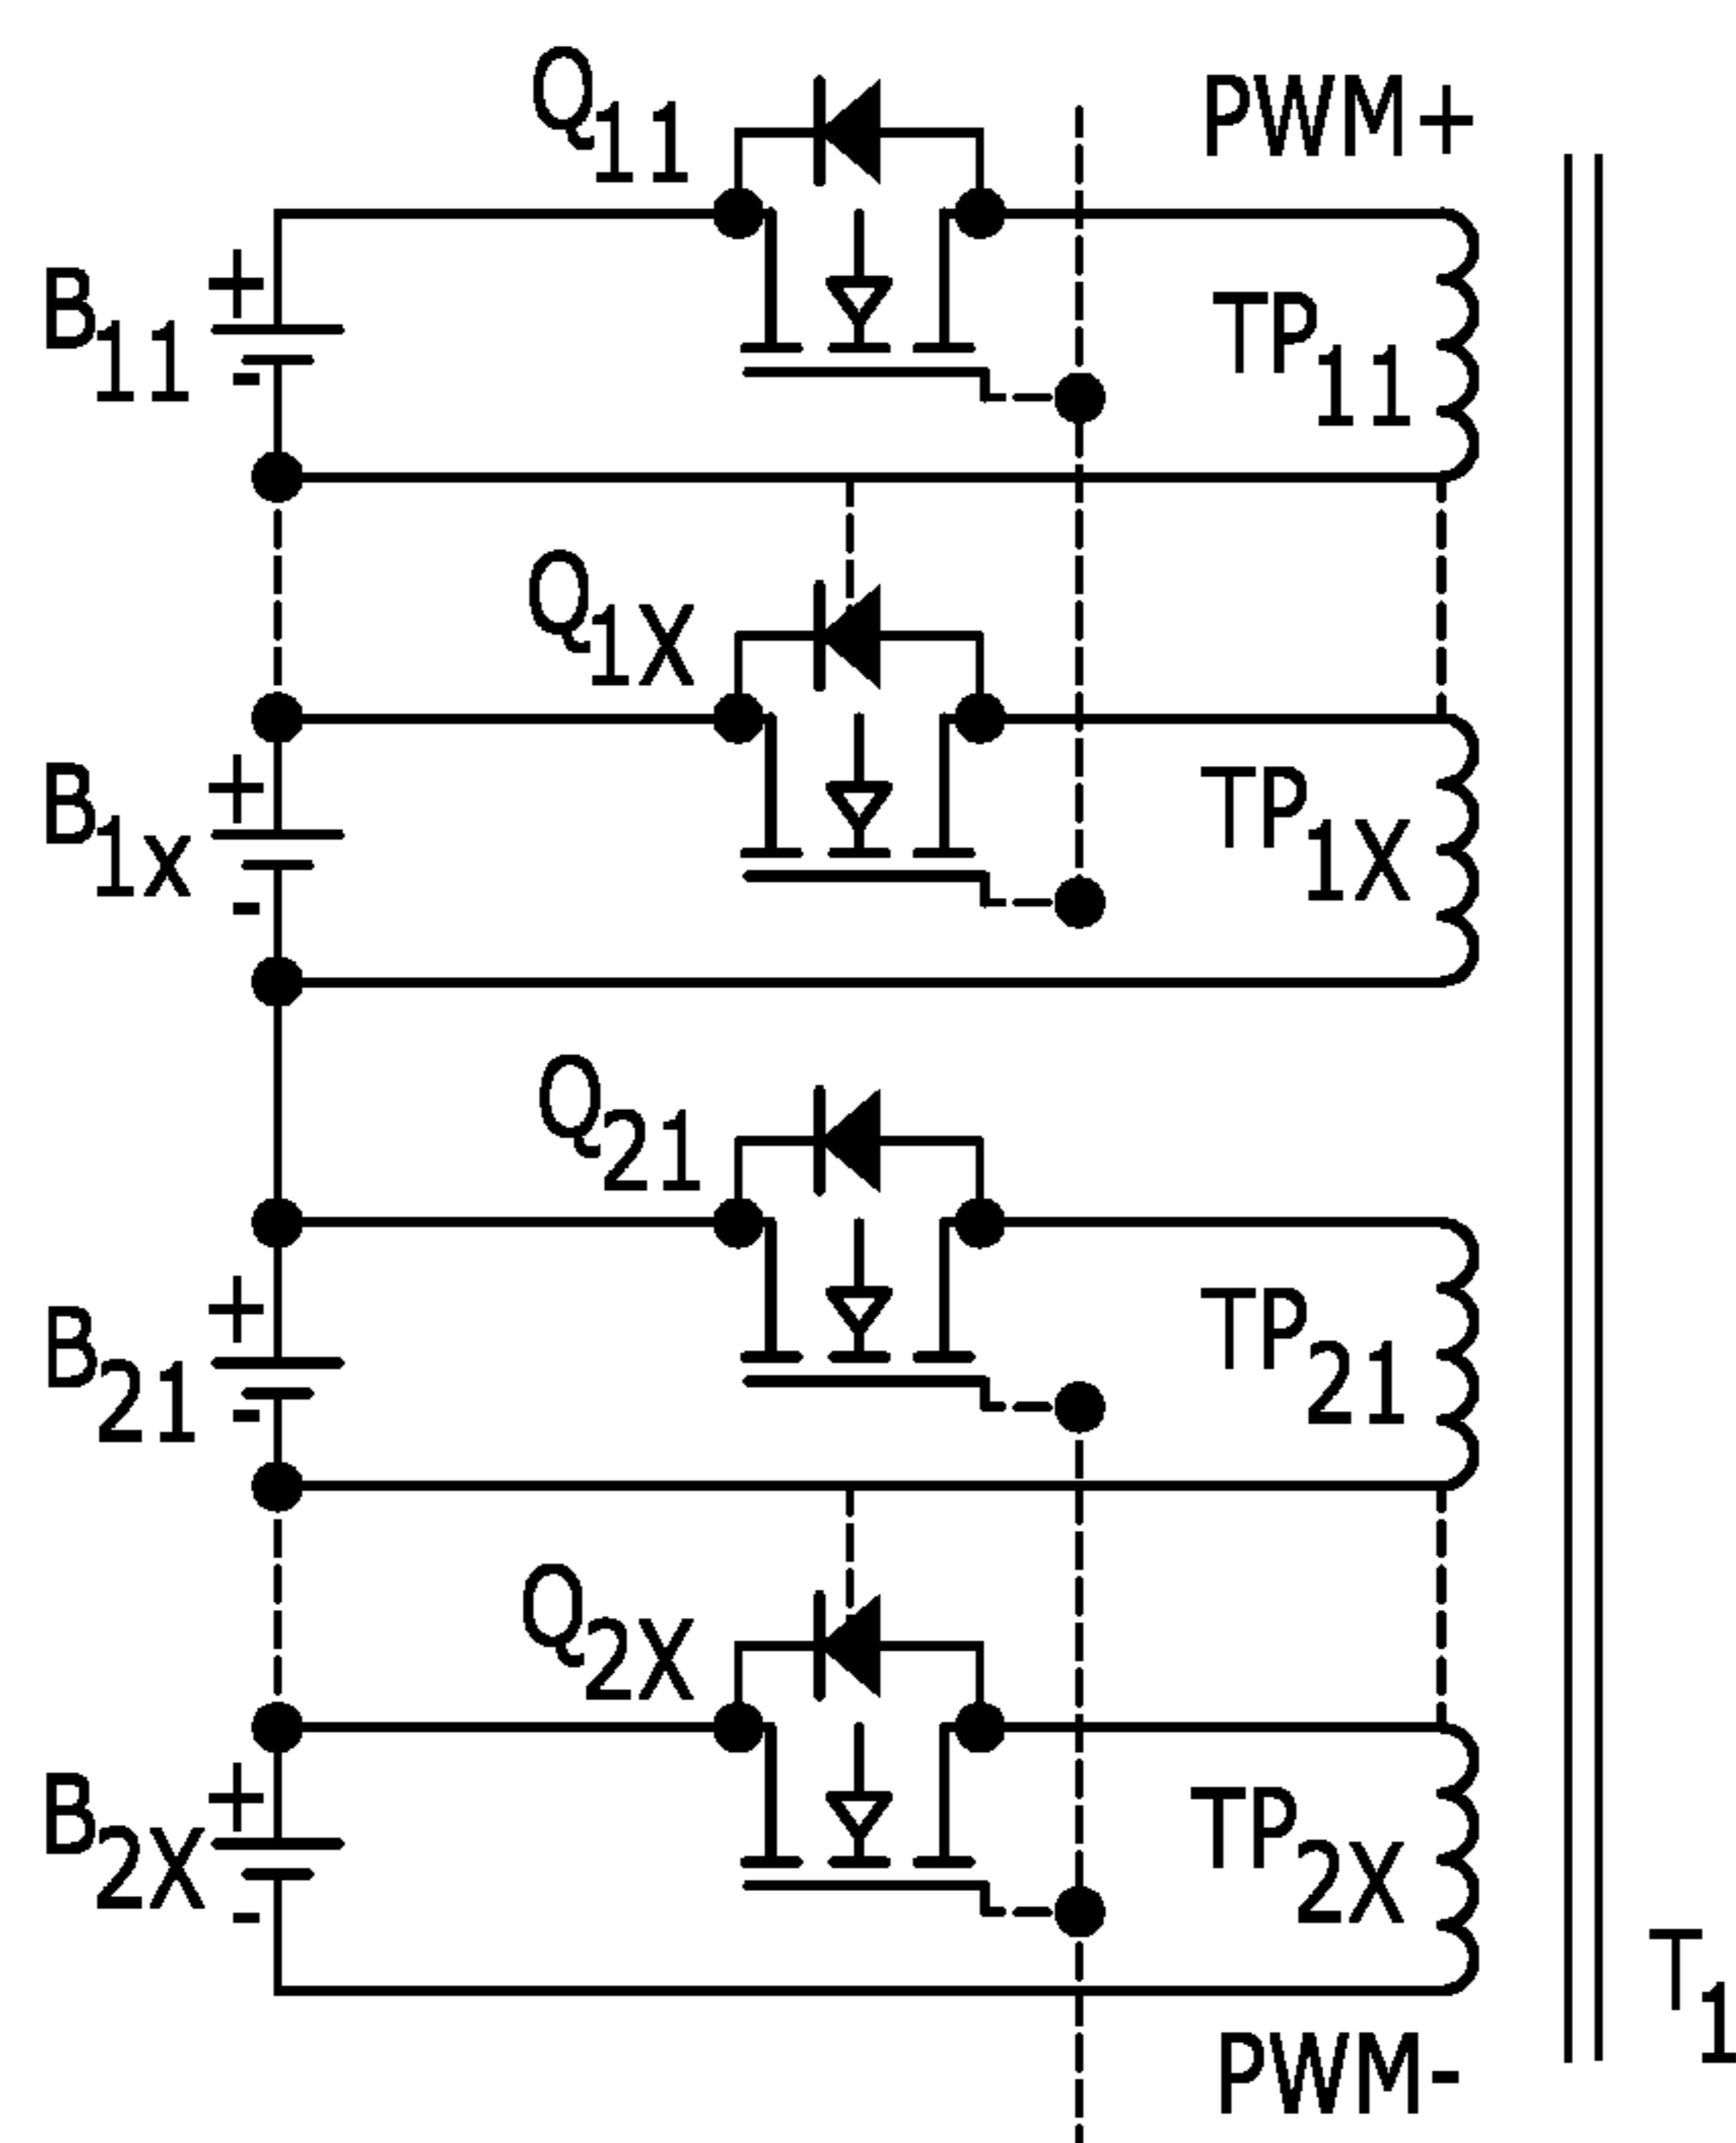 Q11
PWM+
+
B11
-
TP11
Q1X
+
B1x
-
TP1X
Q21
+
B21
-
TP21
Q2X
+
B2X
-
TP2X
T1
PWM-